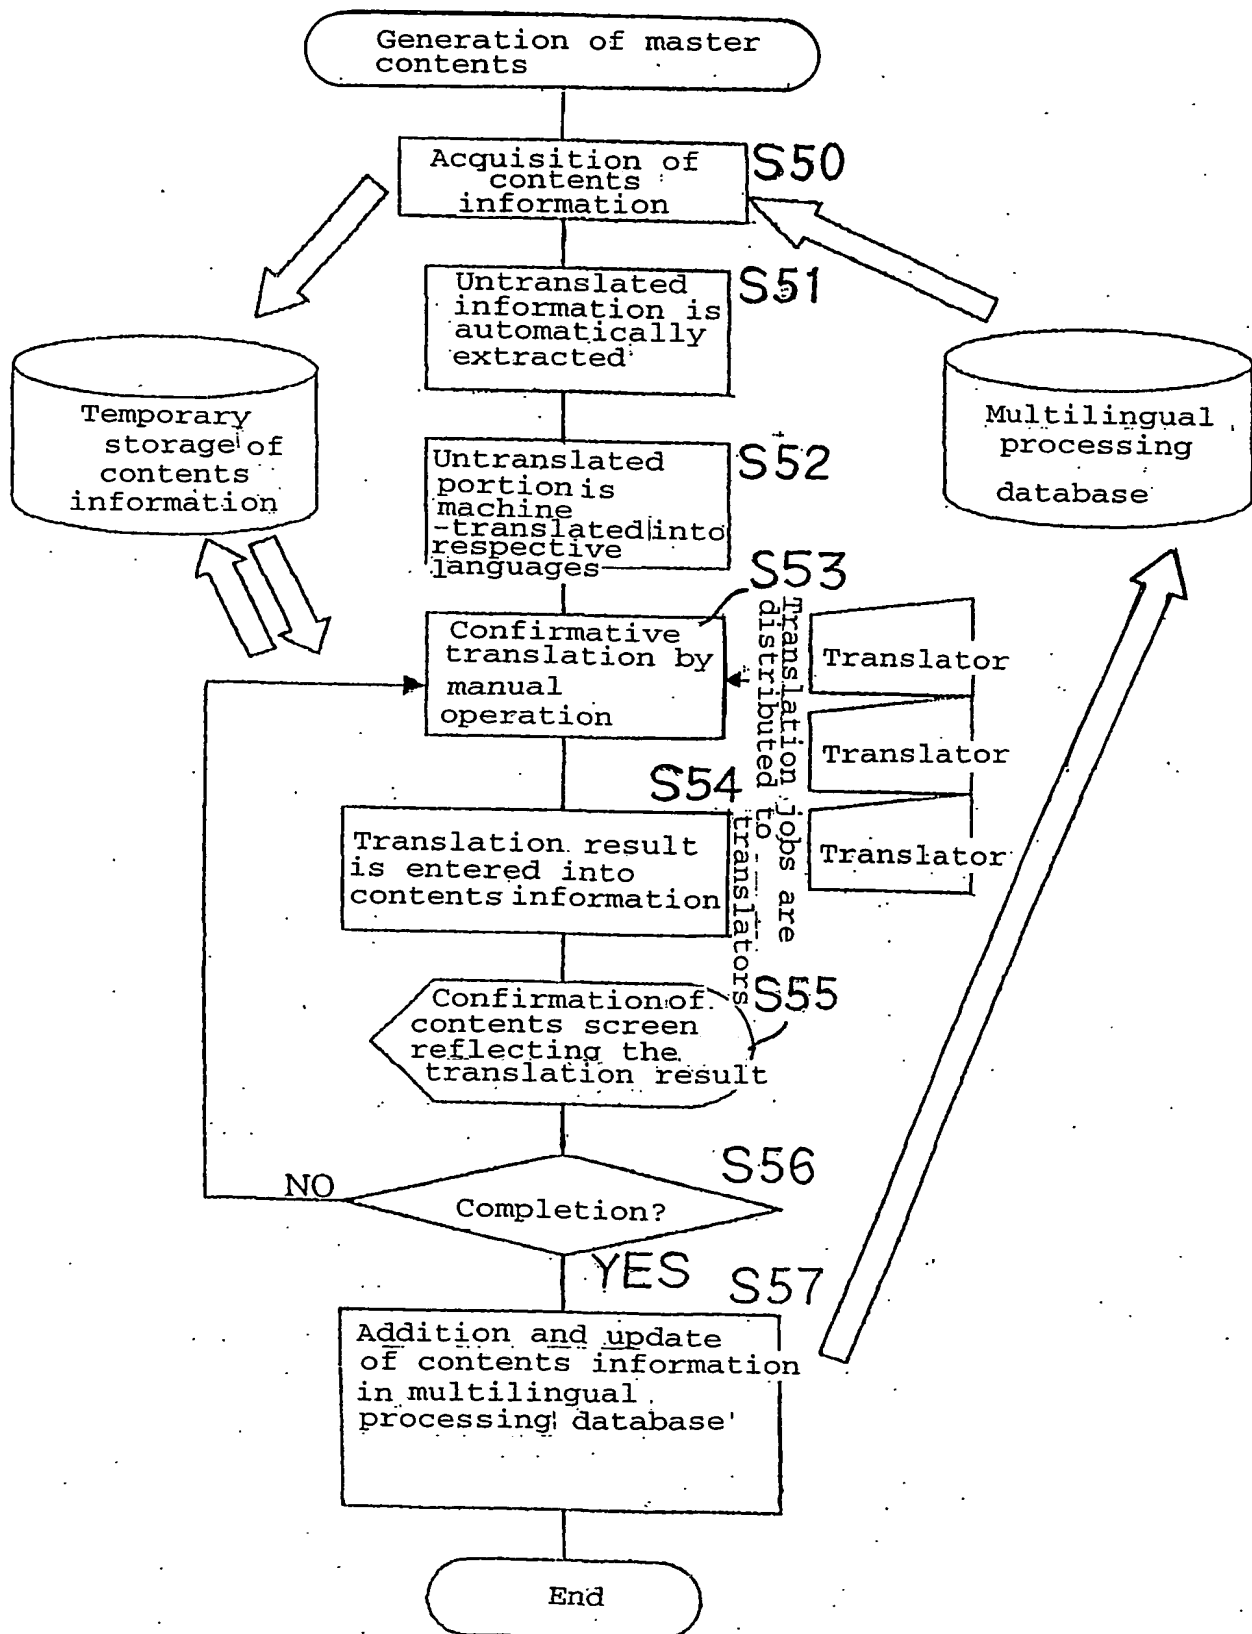 Generation of master
contents
Acquisition of
contents
information
S50
Untranslated
information is
automatically
extracted
S51
Temporary
storage of
contents
information
Multilingual
processing
database
Untranslated
portion is
machine
-translated into
respective
languages
S52
S53
Confirmative
translation by
manual
operation
Translation jobs are
distributed to
translators
Translator
Translator
Translator
S54
Translation result
is entered into
contents information
S55
Confirmation of
contents screen
reflecting the
translation result
S56
Completion?
NO
YES
S57
Addition and update
of contents information
in multilingual
processing database
End